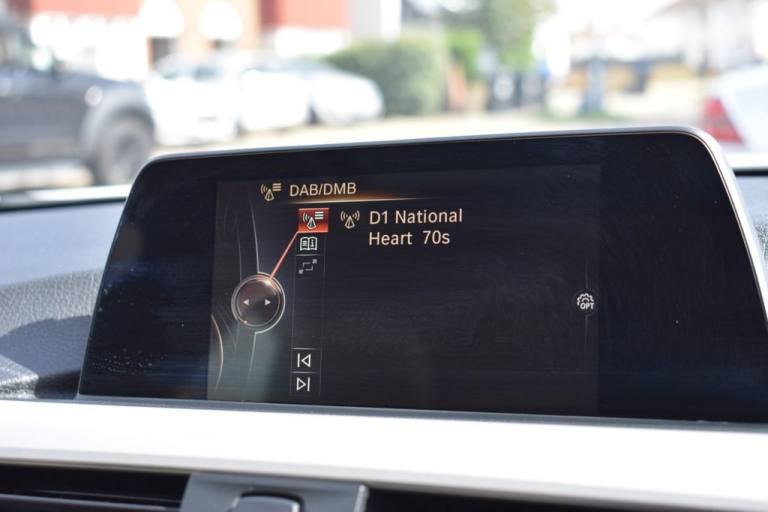 DAB/DMB
D1 National
Heart 70s
OPT